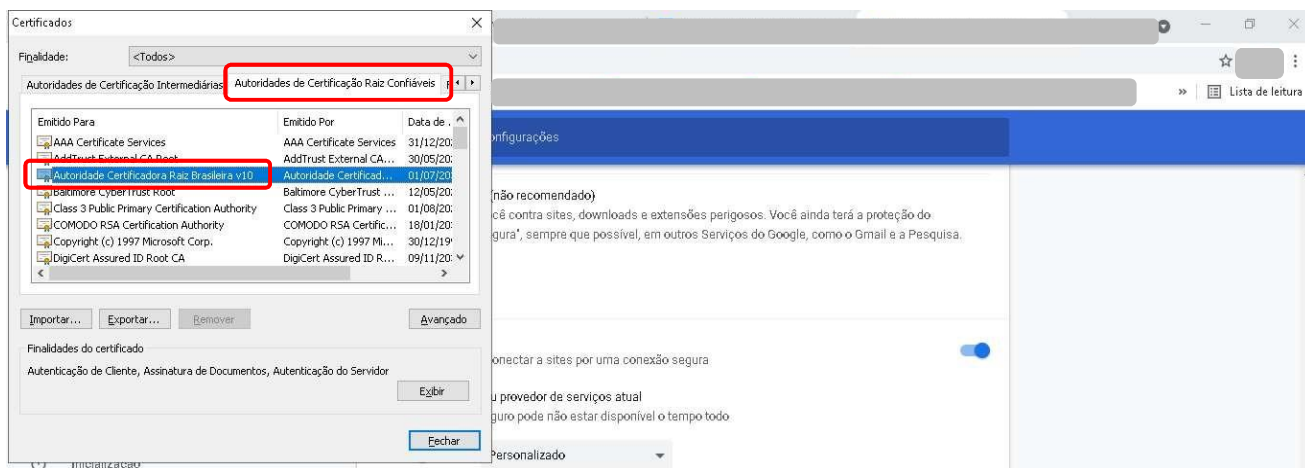 Certificados
Finalidade:
<Todos>
Autoridades de Certificação Intermediárias
Autoridades de Certificação Raiz Confiáveis
Emitido Para
Emitido Por
Data de
AAA Certificate Services
AAA Certificate Services
31/12/20
AddTrust External CA Root
AddTrust External CA...
30/05/20
Autoridade Certificadora Raiz Brasileira v10
Autoridade Certificad...
01/07/20
Baltimore CyberTrust Root
Baltimore CyberTrust ...
12/05/20
Class 3 Public Primary Certification Authority
Class 3 Public Primary ...
01/08/20
COMODO RSA Certification Authority
COMODO RSA Certific...
18/01/20
Copyright (c) 1997 Microsoft Corp.
Copyright (c) 1997 Mi...
30/12/19
DigiCert Assured ID Root CA
DigiCert Assured ID R...
09/11/20
Importar...
Exportar...
Remover
Avançado
Finalidades do certificado
Autenticação de Cliente, Assinatura de Documentos, Autenticação do Servidor
Exibir
Fechar
Lista de leitura
nfigurações
(não recomendado)
cê contra sites, downloads e extensões perigosos. Você ainda terá a proteção do
gura", sempre que possível, em outros Serviços do Google, como o Gmail e a Pesquisa.
onectar a sites por uma conexão segura
u provedor de serviços atual
guro pode não estar disponível o tempo todo
Personalizado
Inicialização